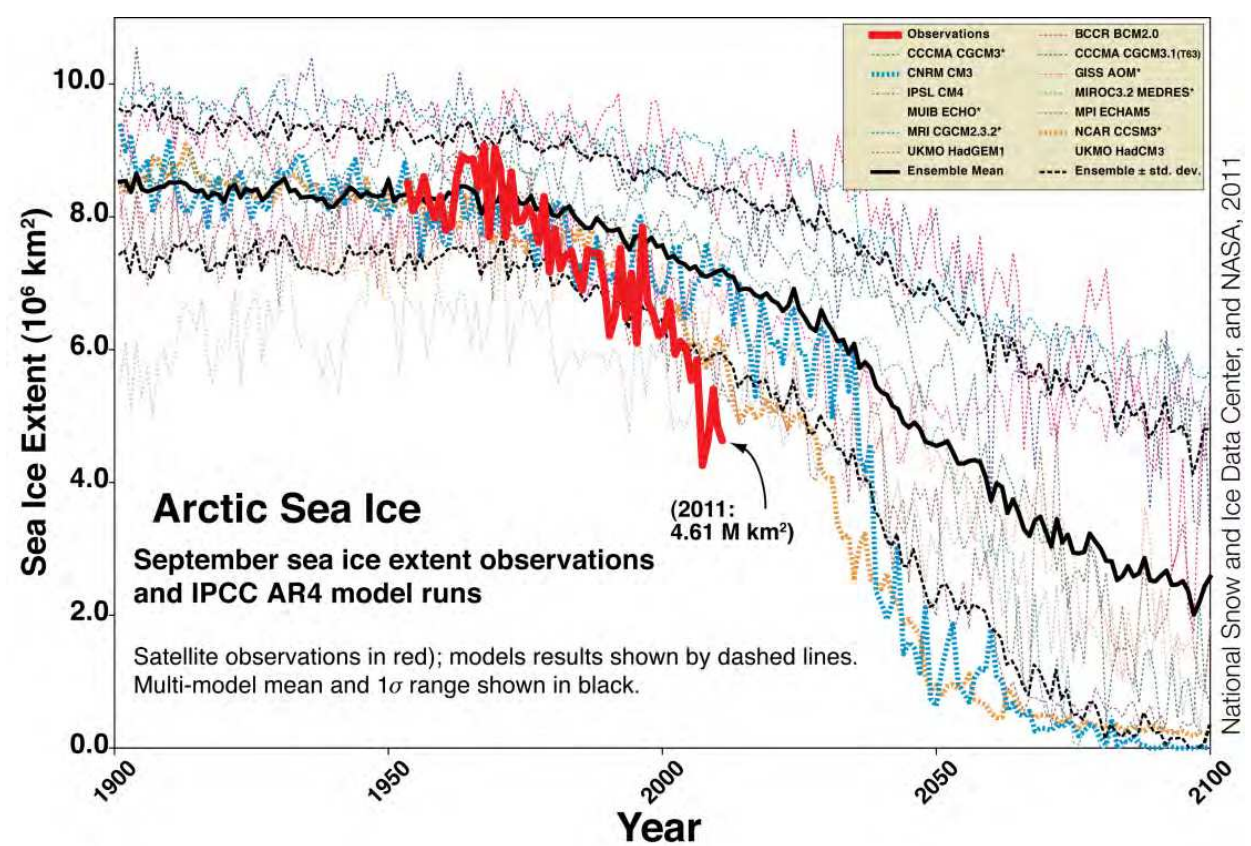 Observations
BCCR BCM2.0
CCCMA CGCM3*
CCCMA CGCM3.1(T63)
CNRM CM3
GISS AOM*
IPSL CM4
MIROC3.2 MEDRES*
MUIB ECHO*
MPI ECHAM5
MRI CGCM2.3.2*
NCAR CCSM3*
UKMO HadGEM1
UKMO HadCM3
Ensemble Mean
Ensemble ± std. dev.
10.0
8.0
6.0
4.0
2.0
0.0
Sea Ice Extent (10⁶ km²)
(2011:
4.61 M km²)
Arctic Sea Ice
September sea ice extent observations
and IPCC AR4 model runs
Satellite observations in red); models results shown by dashed lines.
Multi-model mean and 1σ range shown in black.
1900
1950
2000
2050
2100
Year
National Snow and Ice Data Center, and NASA, 2011